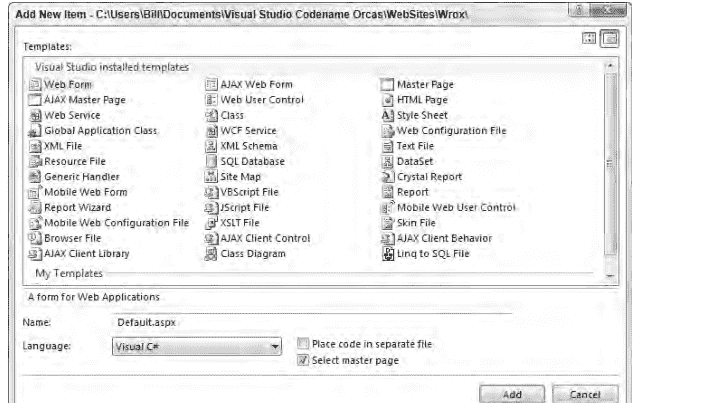 Add New Item - C:\Users\Bill\Documents\Visual Studio Codename Orcas\WebSites\Wrox\
Templates:
Visual Studio installed templates
Web Form AJAX Web Form Master Page
AJAX Master Page Web User Control HTML Page
Web Service Class Style Sheet
Global Application Class WCF Service Web Configuration File
XML File XML Schema Text File
Resource File SQL Database DataSet
Generic Handler Site Map Crystal Report
Mobile Web Form VBScript File Report
Report Wizard JScript File Mobile Web User Control
Mobile Web Configuration File XSLT File Skin File
Browser File AJAX Client Control AJAX Client Behavior
AJAX Client Library Class Diagram Linq to SQL File
My Templates
A form for Web Applications
Name: Default.aspx
Language: Visual C# Place code in separate file
Select master page
Add Cancel